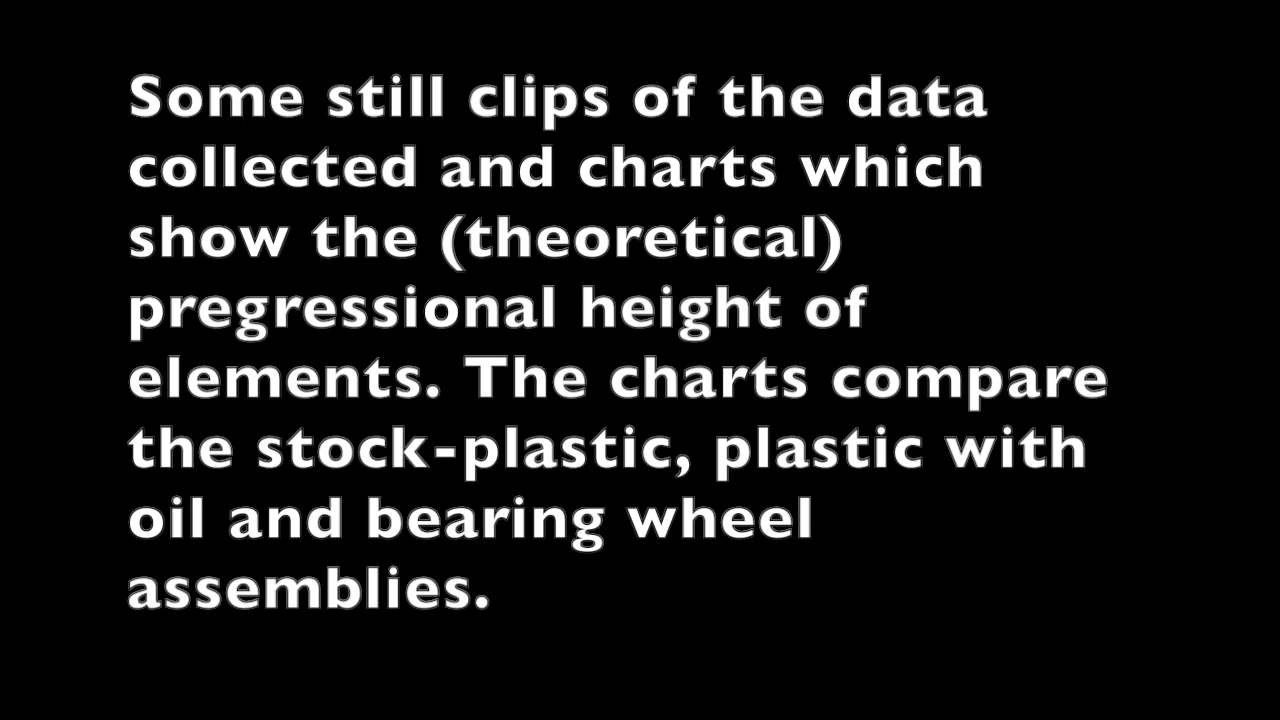 Some still clips of the data
collected and charts which
show the (theoretical)
pregressional height of
elements. The charts compare
the stock-plastic, plastic with
oil and bearing wheel
assemblies.